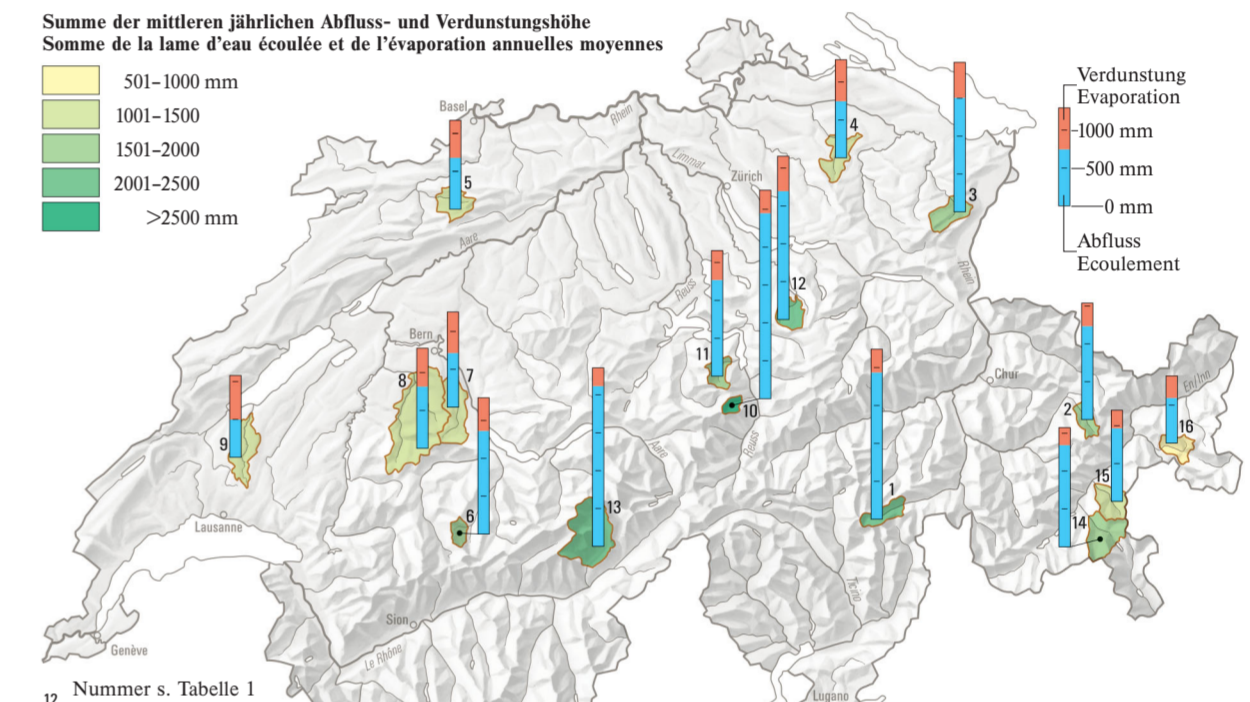 Summe der mittleren jährlichen Abfluss- und Verdunstungshöhe
Somme de la lame d'eau écoulée et de l'évaporation annuelles moyennes
501–1000 mm
1001–1500
1501–2000
2001–2500
>2500 mm
Verdunstung
Evaporation
1000 mm
500 mm
0 mm
Abfluss
Ecoulement
Basel
Rhein
Limmat
Zürich
4
5
3
Aare
Reuss
Rhein
12
Bern
11
8
7
10
Chur
En/Inn
2
9
Aare
Reuss
16
15
1
13
6
14
Lausanne
Ticino
Sion
Le Rhône
Genève
12
Nummer s. Tabelle 1
Lugano